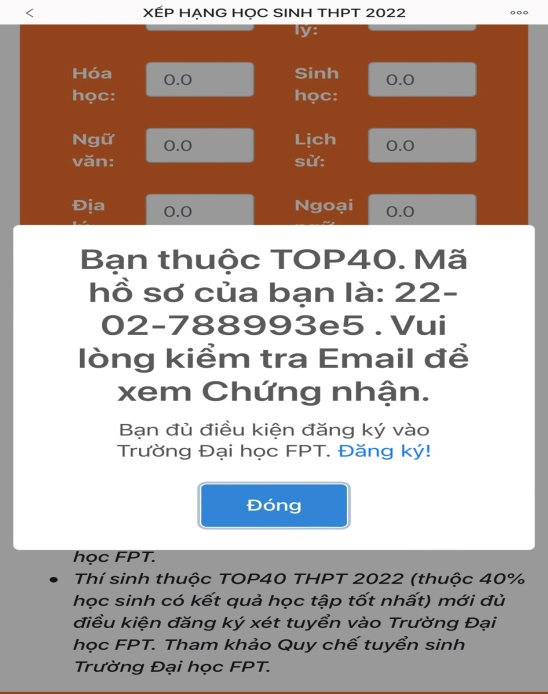 XẾP HẠNG HỌC SINH THPT 2022
lý:
Hóa học: 0.0 Sinh học: 0.0
Ngữ văn: 0.0 Lịch sử: 0.0
Địa 0.0 Ngoại 0.0
Bạn thuộc TOP40. Mã
hồ sơ của bạn là: 22-
02-788993e5 . Vui
lòng kiểm tra Email để
xem Chứng nhận.
Bạn đủ điều kiện đăng ký vào
Trường Đại học FPT. Đăng ký!
Đóng
học FPT.
• Thí sinh thuộc TOP40 THPT 2022 (thuộc 40%
học sinh có kết quả học tập tốt nhất) mới đủ
điều kiện đăng ký xét tuyển vào Trường Đại
học FPT. Tham khảo Quy chế tuyển sinh
Trường Đại học FPT.